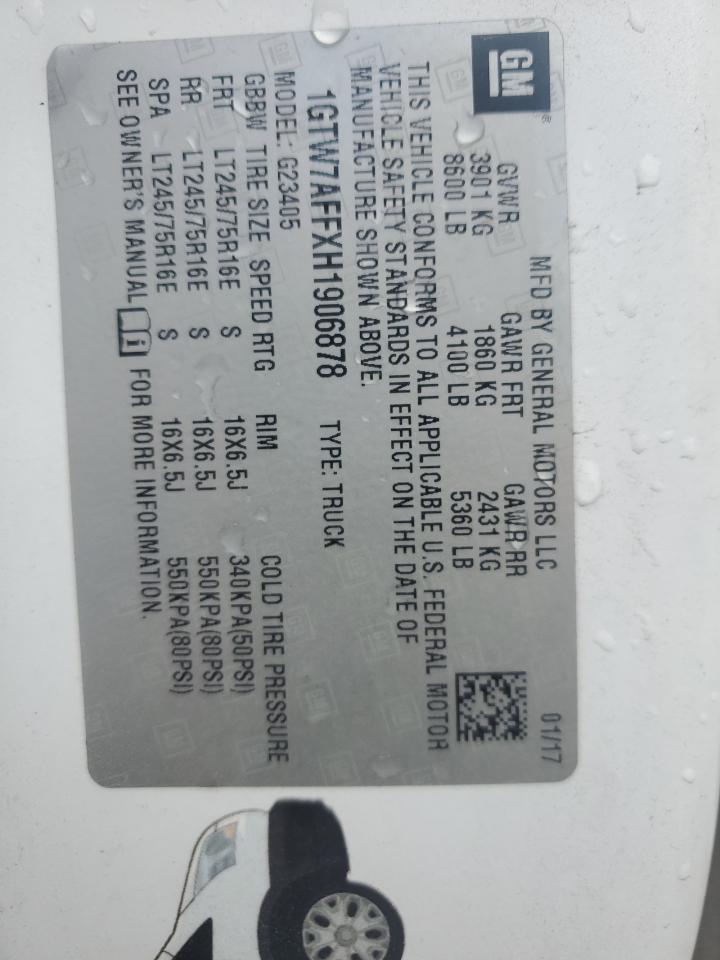 GM
MFD BY GENERAL MOTORS LLC 01/17
GVWR GAWR FRT GAWR RR
3901 KG 1860 KG 2431 KG
8600 LB 4100 LB 5360 LB
THIS VEHICLE CONFORMS TO ALL APPLICABLE U.S. FEDERAL MOTOR
VEHICLE SAFETY STANDARDS IN EFFECT ON THE DATE OF
MANUFACTURE SHOWN ABOVE.
1GTW7AFFXH1906878 TYPE: TRUCK
MODEL: G23405
GBBW TIRE SIZE SPEED RTG RIM COLD TIRE PRESSURE
FRT LT245/75R16E S 16X6.5J 340KPA(50PSI)
RR LT245/75R16E S 16X6.5J 550KPA(80PSI)
SPA LT245/75R16E S 16X6.5J 550KPA(80PSI)
SEE OWNER'S MANUAL FOR MORE INFORMATION.